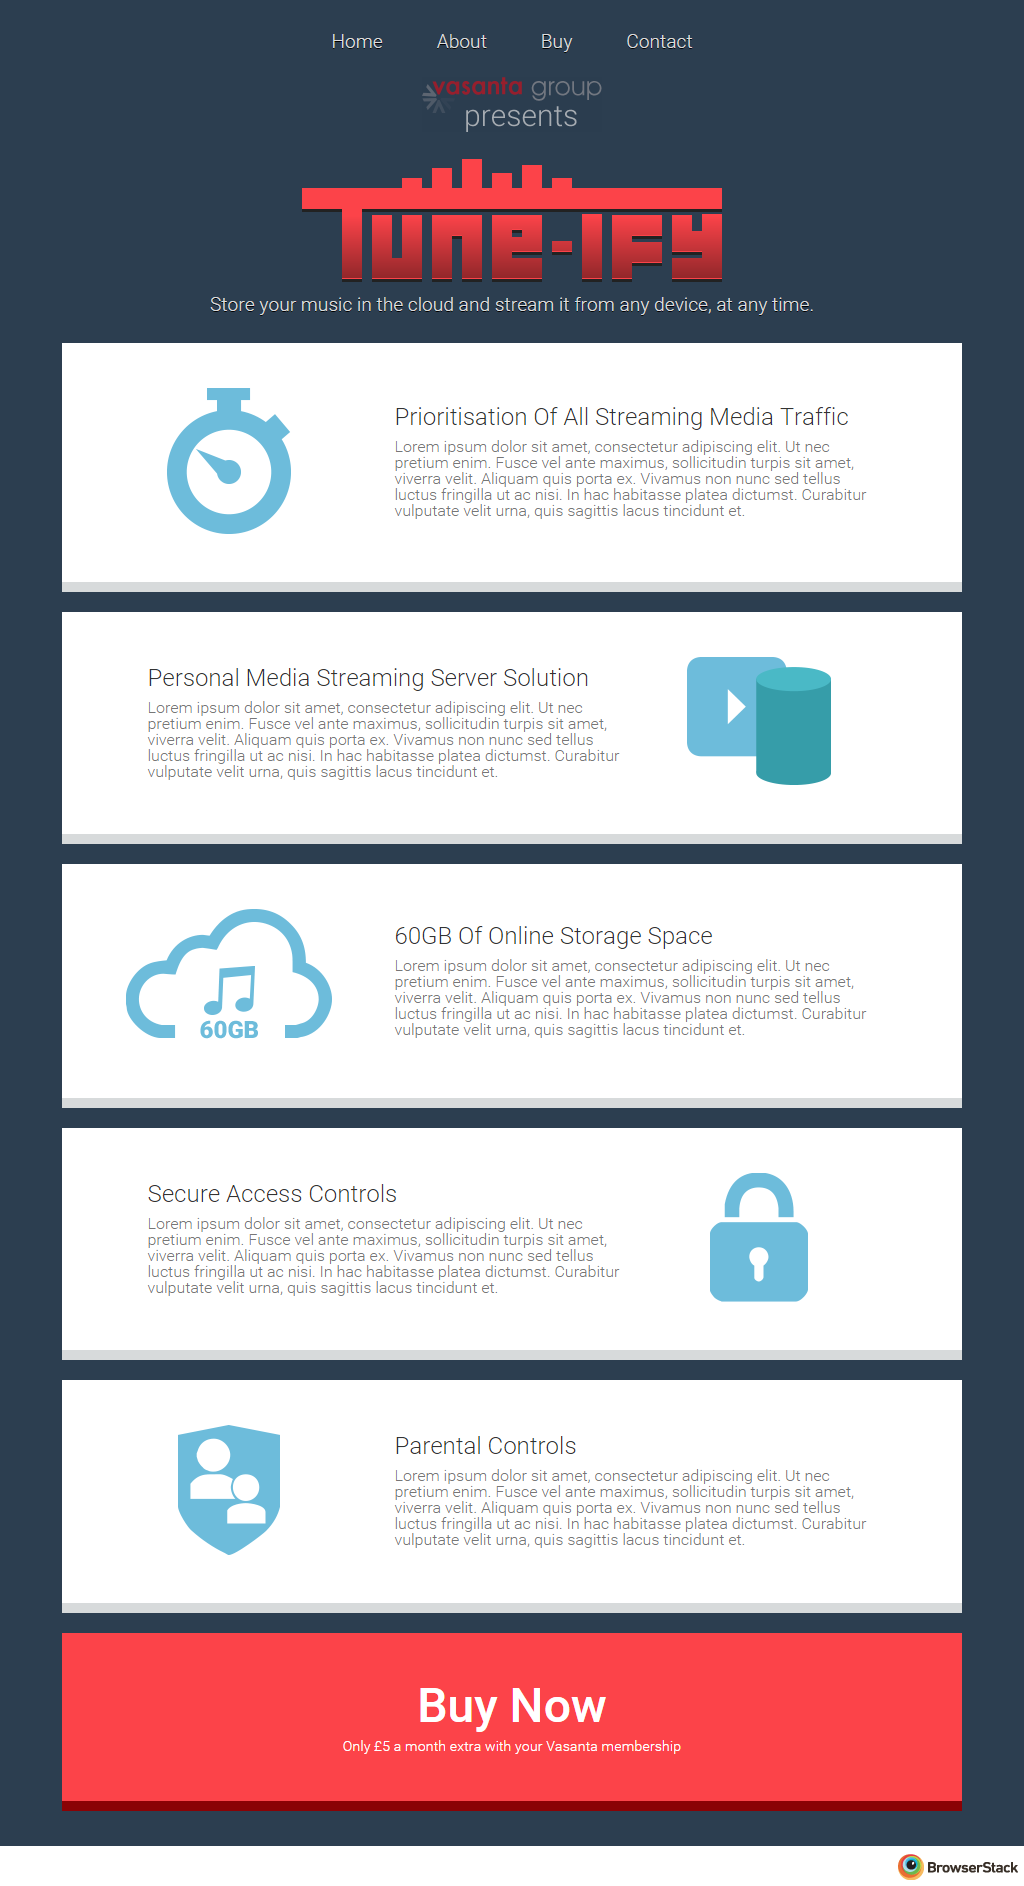 Home About Buy Contact
vasanta group
presents
Tune-ify
Store your music in the cloud and stream it from any device, at any time.
Prioritisation Of All Streaming Media Traffic
Lorem ipsum dolor sit amet, consectetur adipiscing elit. Ut nec
pretium enim. Fusce vel ante maximus, sollicitudin turpis sit amet,
viverra velit. Aliquam quis porta ex. Vivamus non nunc sed tellus
luctus fringilla ut ac nisi. In hac habitasse platea dictumst. Curabitur
vulputate velit urna, quis sagittis lacus tincidunt et.
Personal Media Streaming Server Solution
Lorem ipsum dolor sit amet, consectetur adipiscing elit. Ut nec
pretium enim. Fusce vel ante maximus, sollicitudin turpis sit amet,
viverra velit. Aliquam quis porta ex. Vivamus non nunc sed tellus
luctus fringilla ut ac nisi. In hac habitasse platea dictumst. Curabitur
vulputate velit urna, quis sagittis lacus tincidunt et.
60GB
60GB Of Online Storage Space
Lorem ipsum dolor sit amet, consectetur adipiscing elit. Ut nec
pretium enim. Fusce vel ante maximus, sollicitudin turpis sit amet,
viverra velit. Aliquam quis porta ex. Vivamus non nunc sed tellus
luctus fringilla ut ac nisi. In hac habitasse platea dictumst. Curabitur
vulputate velit urna, quis sagittis lacus tincidunt et.
Secure Access Controls
Lorem ipsum dolor sit amet, consectetur adipiscing elit. Ut nec
pretium enim. Fusce vel ante maximus, sollicitudin turpis sit amet,
viverra velit. Aliquam quis porta ex. Vivamus non nunc sed tellus
luctus fringilla ut ac nisi. In hac habitasse platea dictumst. Curabitur
vulputate velit urna, quis sagittis lacus tincidunt et.
Parental Controls
Lorem ipsum dolor sit amet, consectetur adipiscing elit. Ut nec
pretium enim. Fusce vel ante maximus, sollicitudin turpis sit amet,
viverra velit. Aliquam quis porta ex. Vivamus non nunc sed tellus
luctus fringilla ut ac nisi. In hac habitasse platea dictumst. Curabitur
vulputate velit urna, quis sagittis lacus tincidunt et.
Buy Now
Only £5 a month extra with your Vasanta membership
BrowserStack